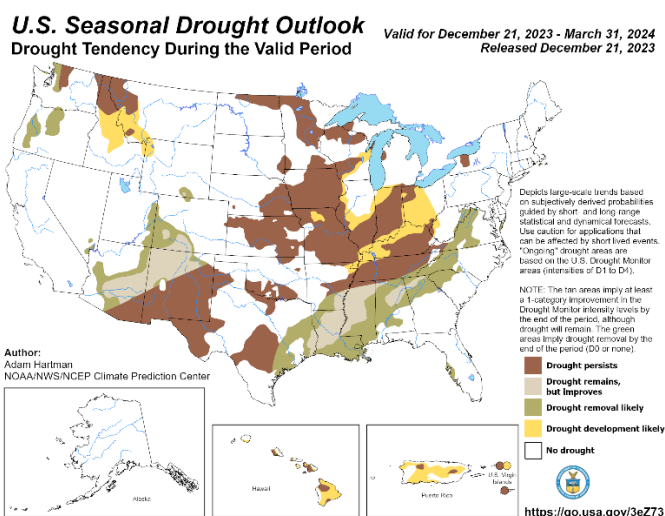 U.S. Seasonal Drought Outlook
Drought Tendency During the Valid Period
Valid for December 21, 2023 - March 31, 2024
Released December 21, 2023
Depicts large-scale trends based
on subjectively derived probabilities
guided by short- and long-range
statistical and dynamical forecasts.
Use caution for applications that
can be affected by short lived events.
"Ongoing" drought areas are
based on the U.S. Drought Monitor
areas (intensities of D1 to D4).
NOTE: The tan areas imply at least
a 1-category improvement in the
Drought Monitor intensity levels by
the end of the period, although
drought will remain. The green
areas imply drought removal by the
end of the period (D0 or none).
Author:
Adam Hartman
NOAA/NWS/NCEP Climate Prediction Center
Drought persists
Drought remains,
but improves
Drought removal likely
Drought development likely
No drought
Alaska
Hawaii
Puerto Rico
U.S. Virgin
Islands
https://go.usa.gov/3eZ73